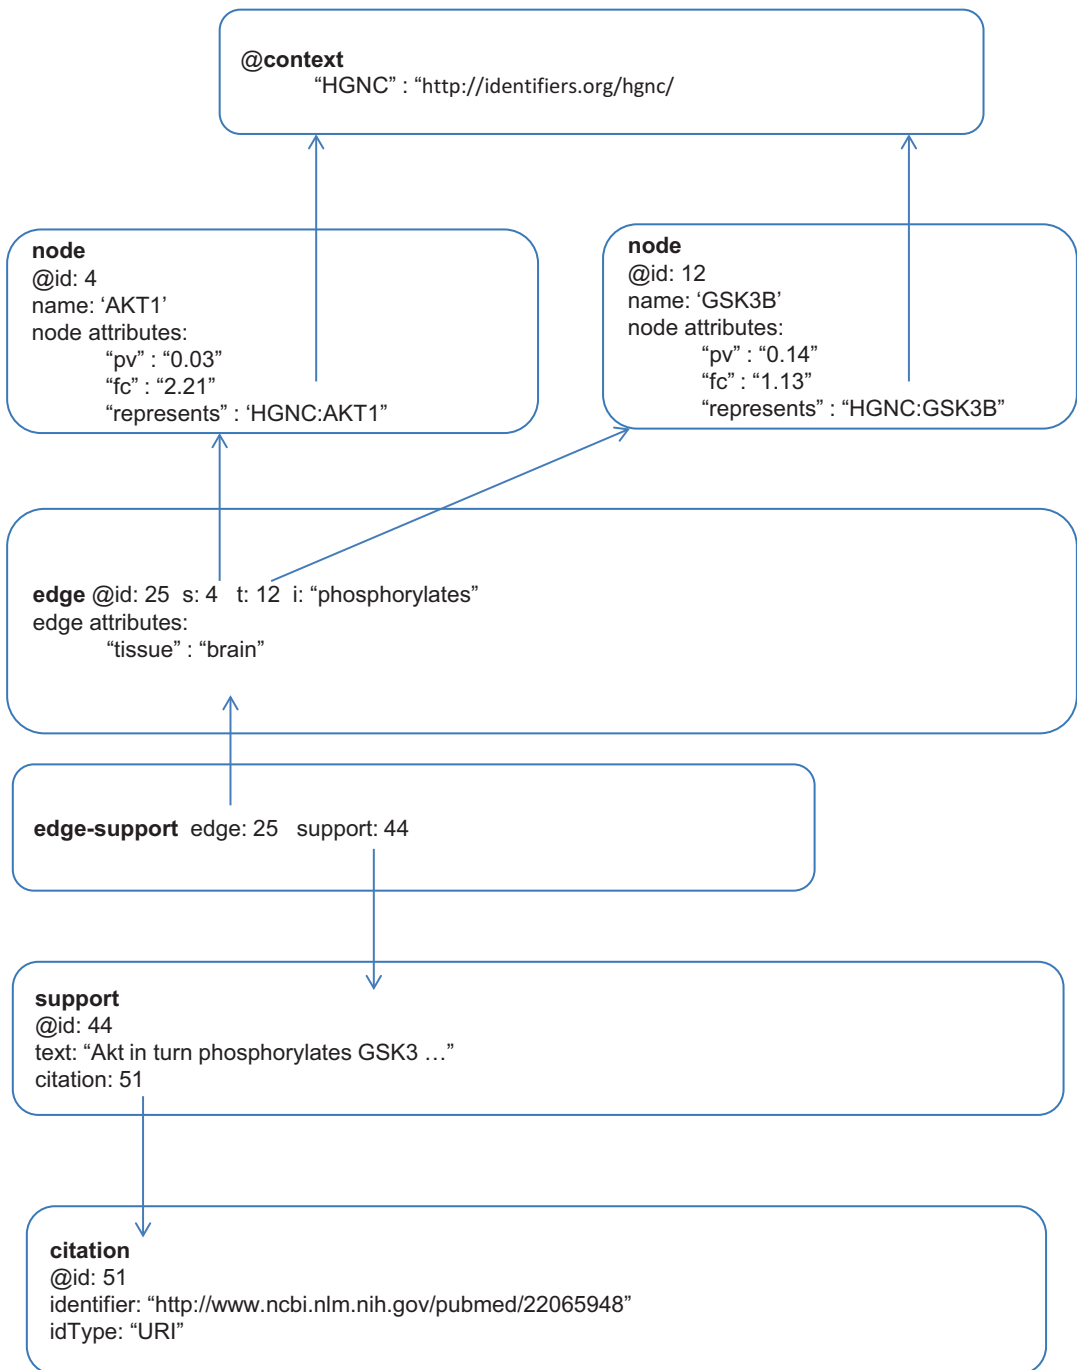 @context
“HGNC” : “http://identifiers.org/hgnc/
node
@id: 4
name: ‘AKT1’
node attributes:
“pv” : “0.03”
“fc” : “2.21”
“represents” : ‘HGNC:AKT1”
node
@id: 12
name: ‘GSK3B’
node attributes:
“pv” : “0.14”
“fc” : “1.13”
“represents” : “HGNC:GSK3B”
edge @id: 25 s: 4 t: 12 i: “phosphorylates”
edge attributes:
“tissue” : “brain”
edge-support edge: 25 support: 44
support
@id: 44
text: “Akt in turn phosphorylates GSK3 …”
citation: 51
citation
@id: 51
identifier: “http://www.ncbi.nlm.nih.gov/pubmed/22065948”
idType: “URI”